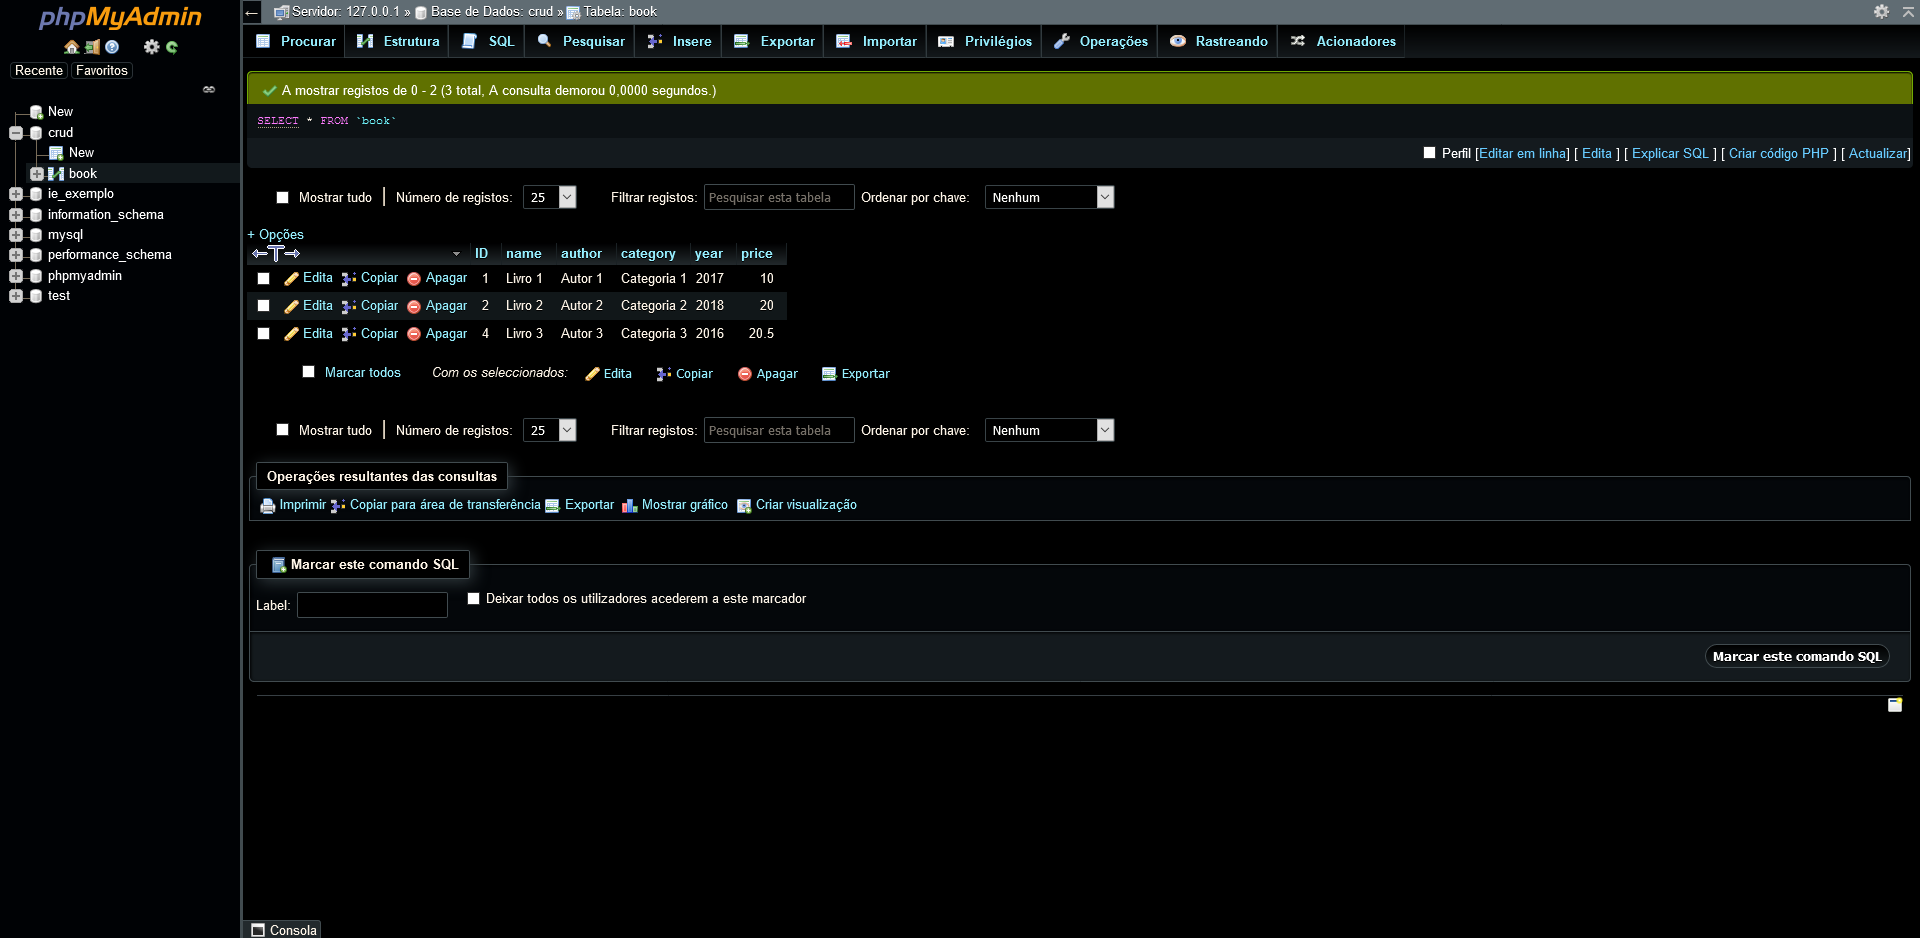 phpMyAdmin
Recente Favoritos
New
crud
New
book
ie_exemplo
information_schema
mysql
performance_schema
phpmyadmin
test
Servidor: 127.0.0.1 » Base de Dados: crud » Tabela: book
Procurar Estrutura SQL Pesquisar Insere Exportar Importar Privilégios Operações Rastreando Acionadores
A mostrar registos de 0 - 2 (3 total, A consulta demorou 0,0000 segundos.)
SELECT * FROM `book`
Perfil [Editar em linha] [ Edita ] [ Explicar SQL ] [ Criar código PHP ] [ Actualizar]
Mostrar tudo | Número de registos: 25 Filtrar registos: Pesquisar esta tabela Ordenar por chave: Nenhum
+ Opções
←T→ ID name author category year price
Edita Copiar Apagar 1 Livro 1 Autor 1 Categoria 1 2017 10
Edita Copiar Apagar 2 Livro 2 Autor 2 Categoria 2 2018 20
Edita Copiar Apagar 4 Livro 3 Autor 3 Categoria 3 2016 20.5
Marcar todos Com os seleccionados: Edita Copiar Apagar Exportar
Mostrar tudo | Número de registos: 25 Filtrar registos: Pesquisar esta tabela Ordenar por chave: Nenhum
Operações resultantes das consultas
Imprimir Copiar para área de transferência Exportar Mostrar gráfico Criar visualização
Marcar este comando SQL
Label: Deixar todos os utilizadores acederem a este marcador
Marcar este comando SQL
Consola